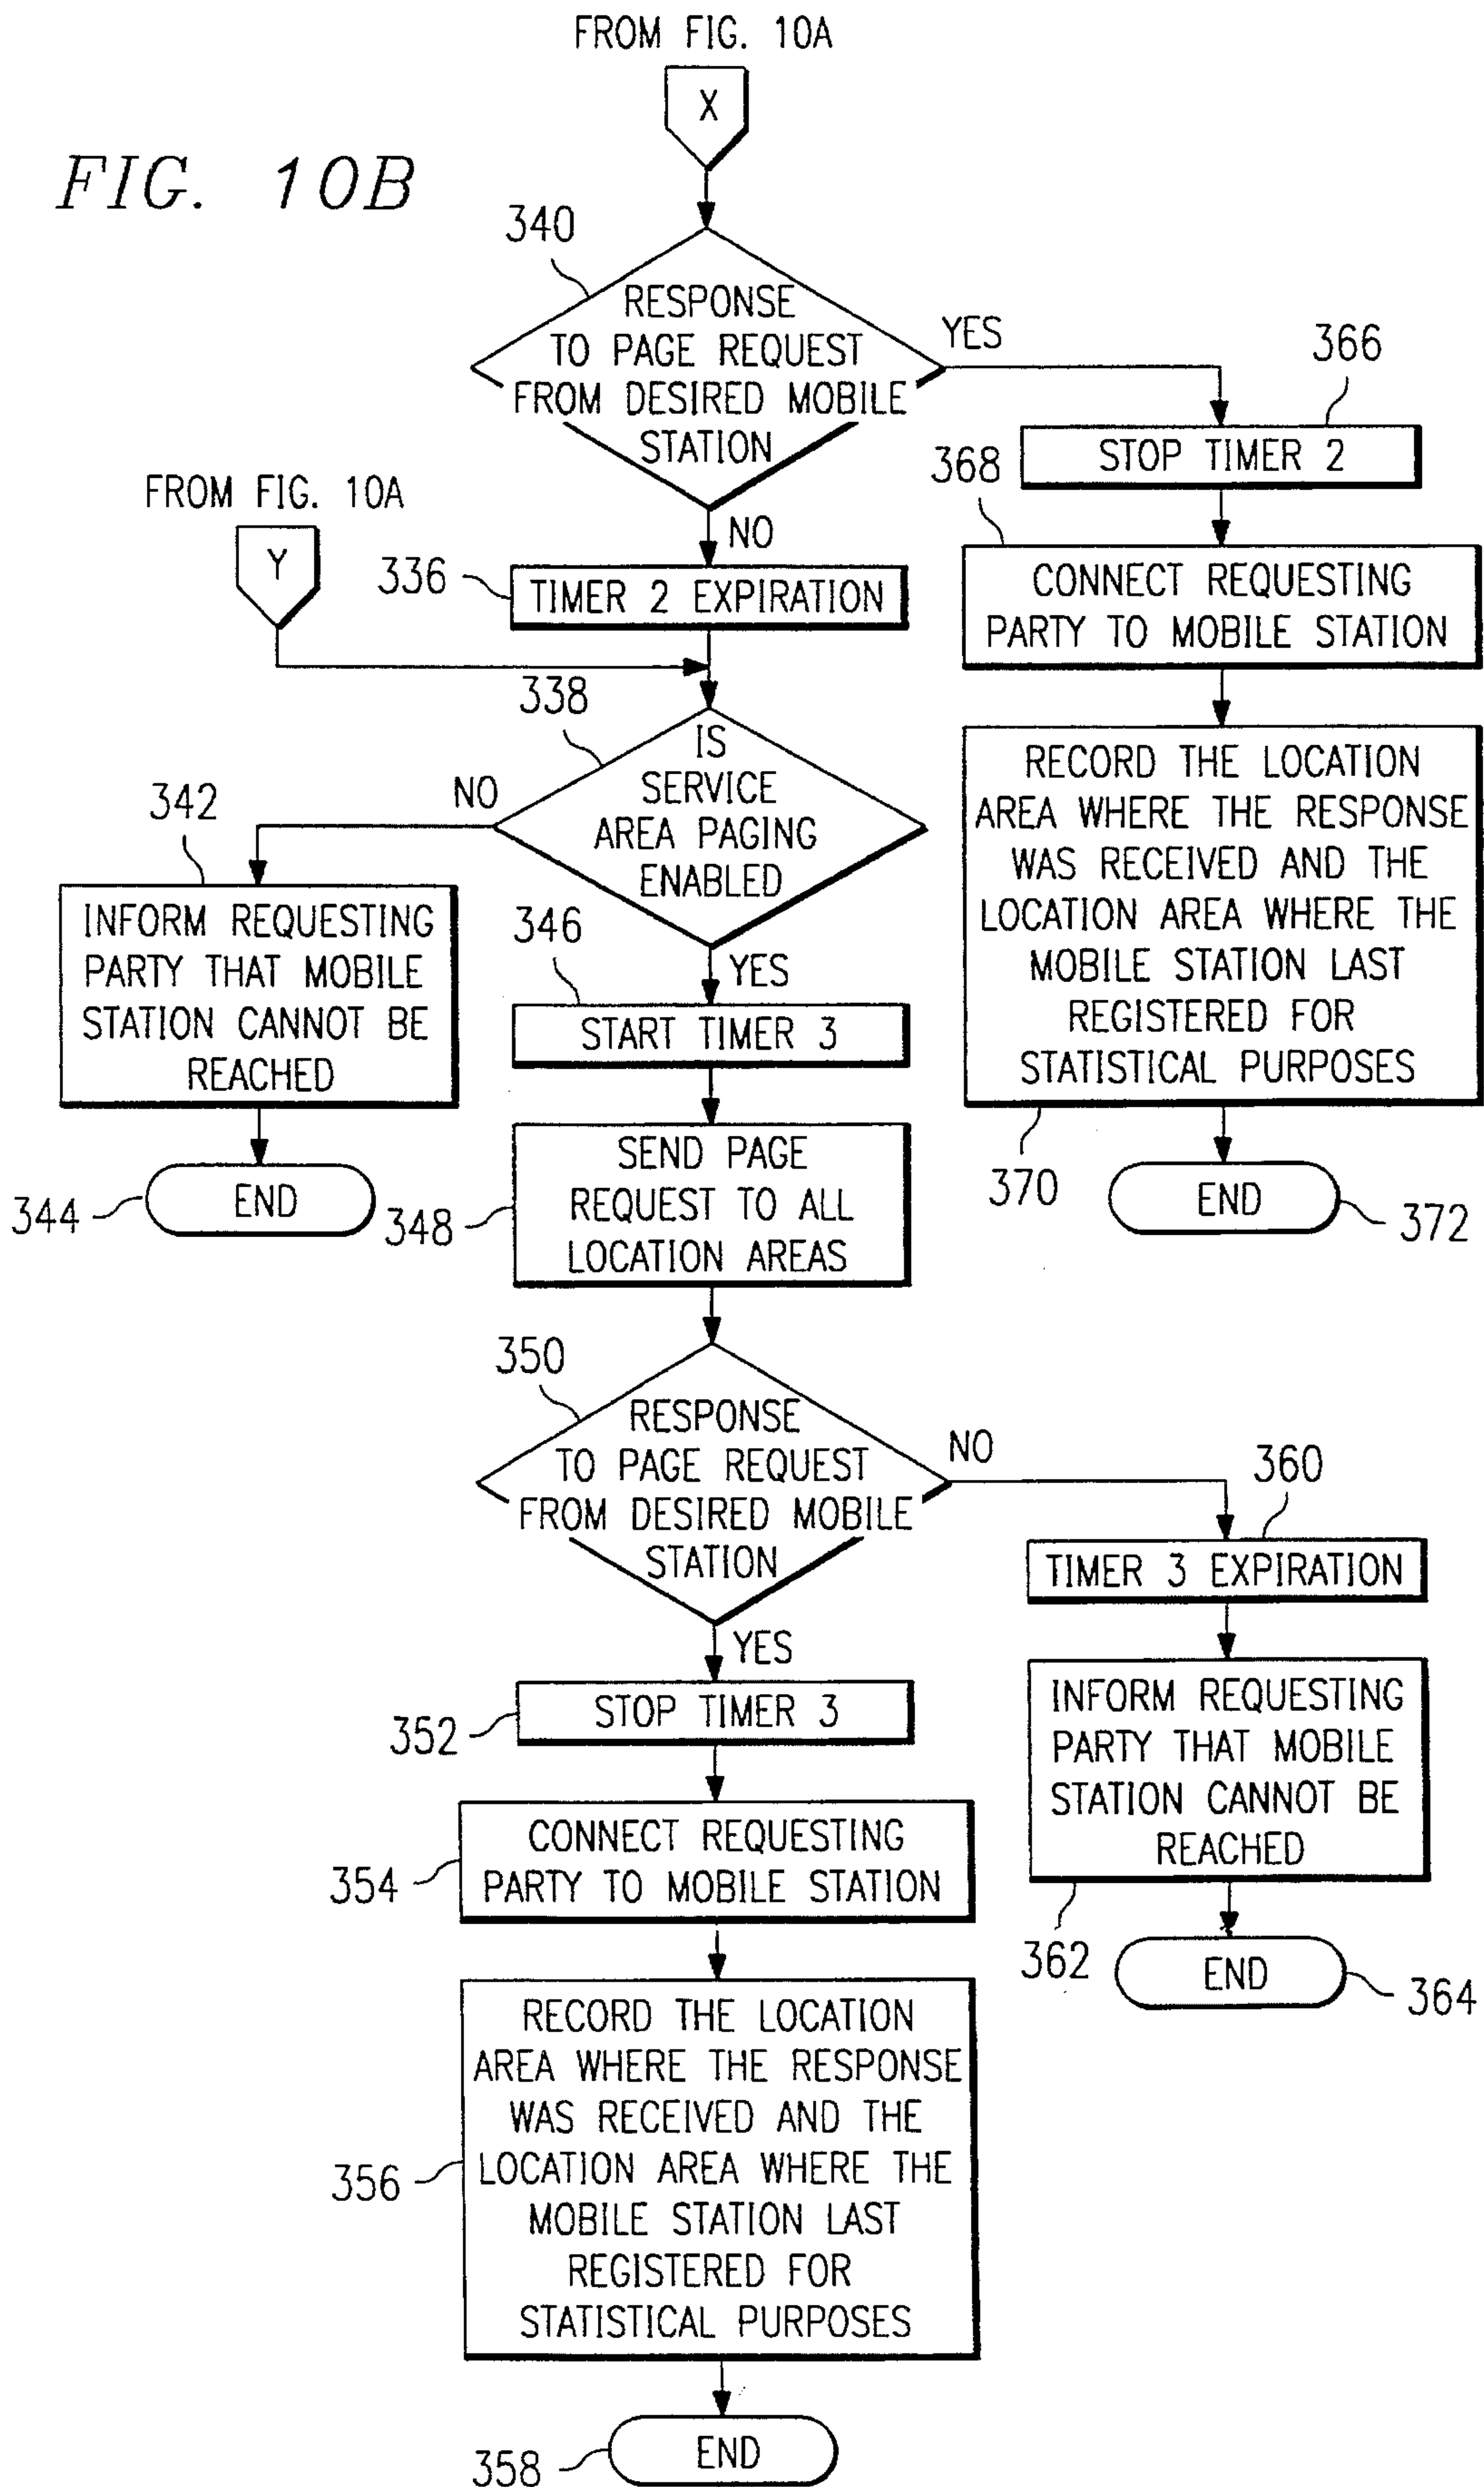 FROM FIG. 10A
X
FIG. 10B
340
RESPONSE
TO PAGE REQUEST
FROM DESIRED MOBILE
STATION
YES
366
STOP TIMER 2
368
CONNECT REQUESTING
PARTY TO MOBILE STATION
RECORD THE LOCATION
AREA WHERE THE RESPONSE
WAS RECEIVED AND THE
LOCATION AREA WHERE THE
MOBILE STATION LAST
REGISTERED FOR
STATISTICAL PURPOSES
370
END
372
NO
FROM FIG. 10A
Y
336
TIMER 2 EXPIRATION
338
IS
SERVICE
AREA PAGING
ENABLED
NO
342
INFORM REQUESTING
PARTY THAT MOBILE
STATION CANNOT BE
REACHED
END
344
YES
346
START TIMER 3
SEND PAGE
REQUEST TO ALL
LOCATION AREAS
348
350
RESPONSE
TO PAGE REQUEST
FROM DESIRED MOBILE
STATION
NO
360
TIMER 3 EXPIRATION
INFORM REQUESTING
PARTY THAT MOBILE
STATION CANNOT BE
REACHED
362
END
364
YES
STOP TIMER 3
352
CONNECT REQUESTING
PARTY TO MOBILE STATION
354
RECORD THE LOCATION
AREA WHERE THE RESPONSE
WAS RECEIVED AND THE
LOCATION AREA WHERE THE
MOBILE STATION LAST
REGISTERED FOR
STATISTICAL PURPOSES
356
END
358